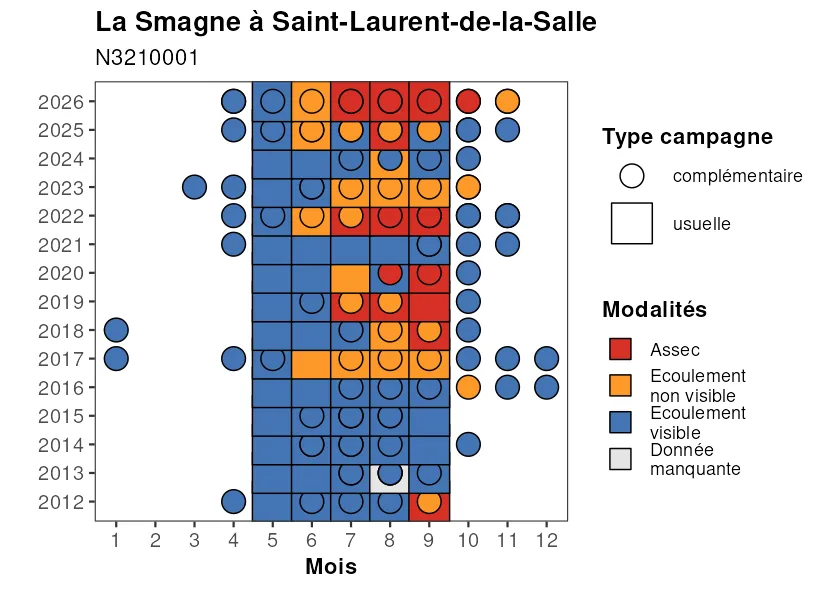 La Smagne à Saint-Laurent-de-la-Salle
N3210001
2026
2025
2024
2023
2022
2021
2020
2019
2018
2017
2016
2015
2014
2013
2012
1 2 3 4 5 6 7 8 9 10 11 12
Mois
Type campagne
complémentaire
usuelle
Modalités
Assec
Ecoulement
non visible
Ecoulement
visible
Donnée
manquante